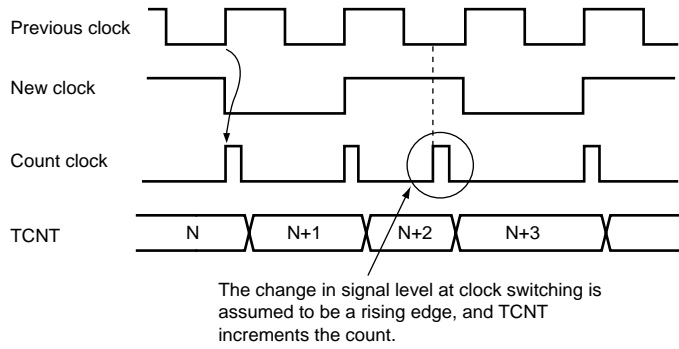 Previous clock
New clock
Count clock
TCNT N N+1 N+2 N+3
The change in signal level at clock switching is
assumed to be a rising edge, and TCNT
increments the count.